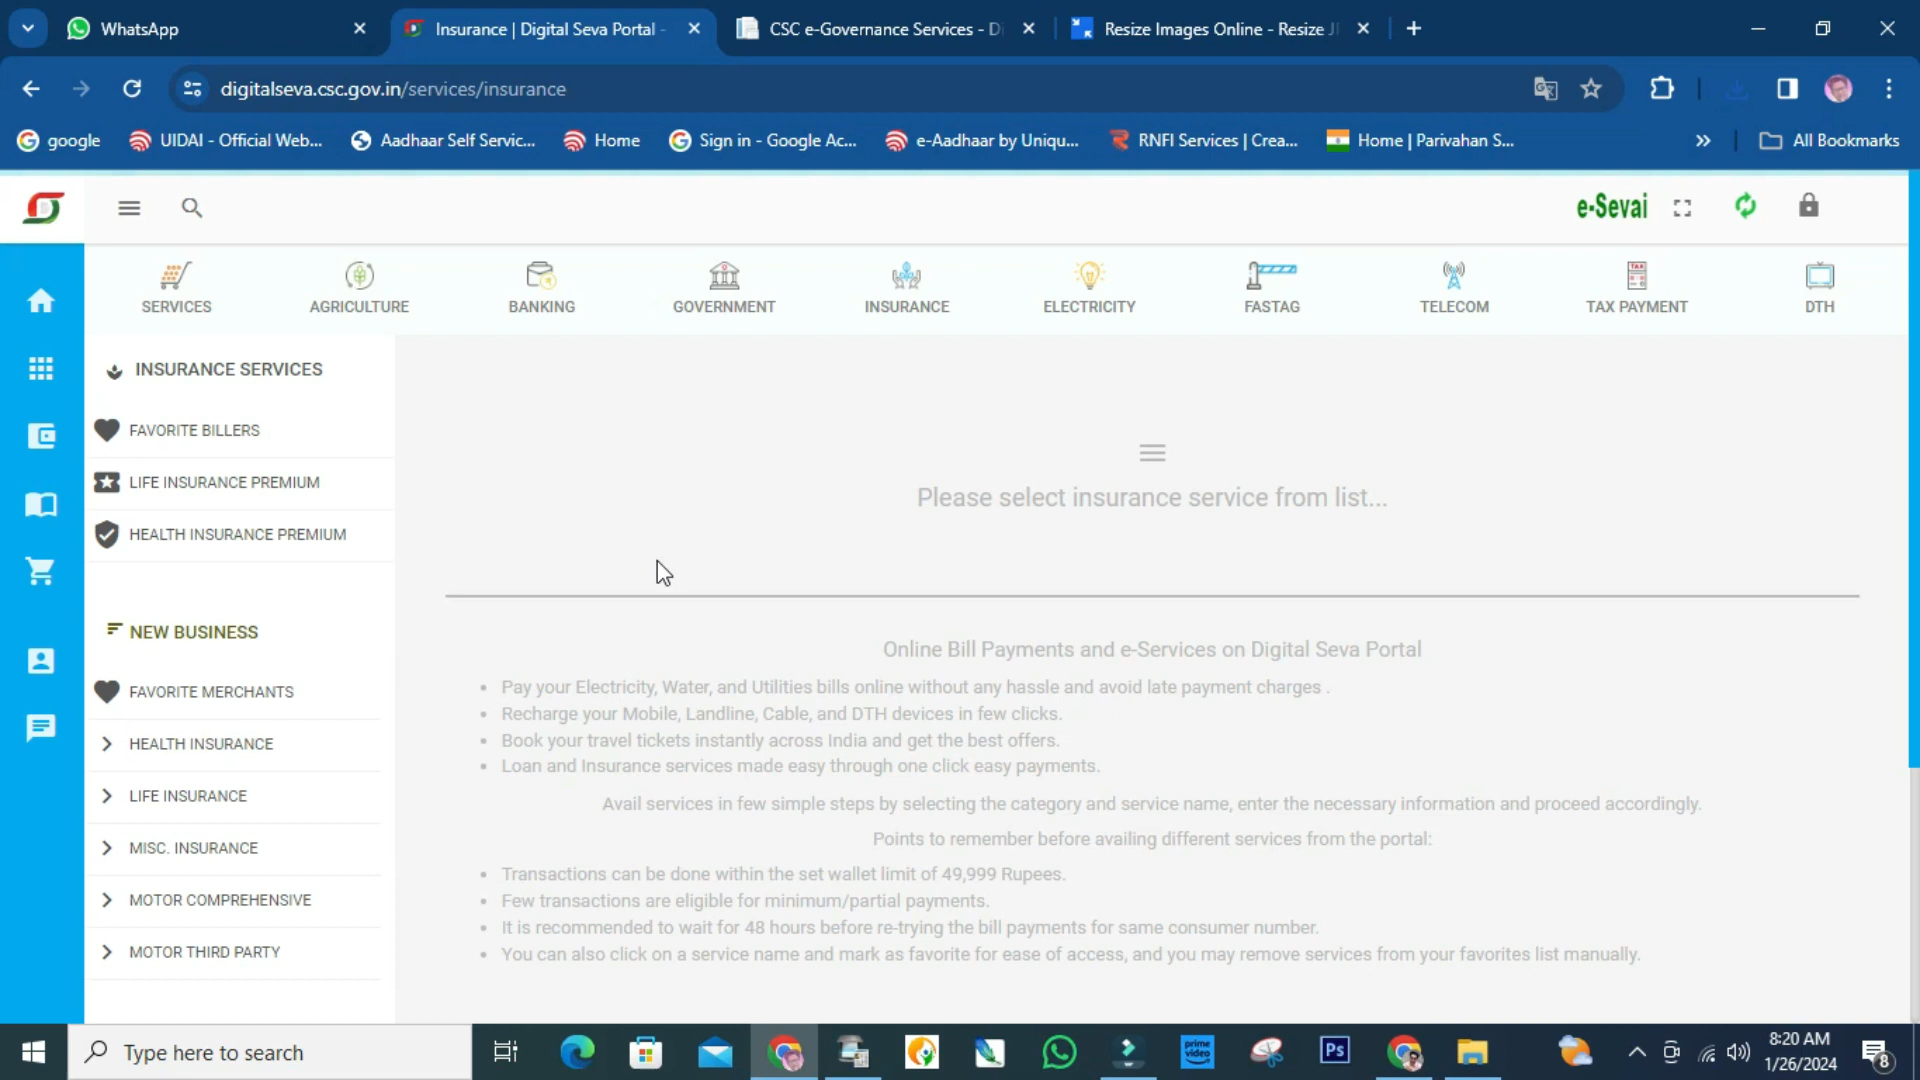 WhatsApp
Insurance | Digital Seva Portal -
CSC e-Governance Services - D
Resize Images Online - Resize J
digitalseva.csc.gov.in/services/insurance
google
UIDAI - Official Web...
Aadhaar Self Servic...
Home
Sign in - Google Ac...
e-Aadhaar by Uniqu...
RNFI Services | Crea...
Home | Parivahan S...
All Bookmarks
e-Sevai
SERVICES
AGRICULTURE
BANKING
GOVERNMENT
INSURANCE
ELECTRICITY
FASTAG
TELECOM
TAX PAYMENT
DTH
INSURANCE SERVICES
FAVORITE BILLERS
LIFE INSURANCE PREMIUM
HEALTH INSURANCE PREMIUM
NEW BUSINESS
FAVORITE MERCHANTS
HEALTH INSURANCE
LIFE INSURANCE
MISC. INSURANCE
MOTOR COMPREHENSIVE
MOTOR THIRD PARTY
Please select insurance service from list...
Online Bill Payments and e-Services on Digital Seva Portal
• Pay your Electricity, Water, and Utilities bills online without any hassle and avoid late payment charges .
• Recharge your Mobile, Landline, Cable, and DTH devices in few clicks.
• Book your travel tickets instantly across India and get the best offers.
• Loan and Insurance services made easy through one click easy payments.
Avail services in few simple steps by selecting the category and service name, enter the necessary information and proceed accordingly.
Points to remember before availing different services from the portal:
• Transactions can be done within the set wallet limit of 49,999 Rupees.
• Few transactions are eligible for minimum/partial payments.
• It is recommended to wait for 48 hours before re-trying the bill payments for same consumer number.
• You can also click on a service name and mark as favorite for ease of access, and you may remove services from your favorites list manually.
Type here to search
prime video
Ps
8:20 AM
1/26/2024
8